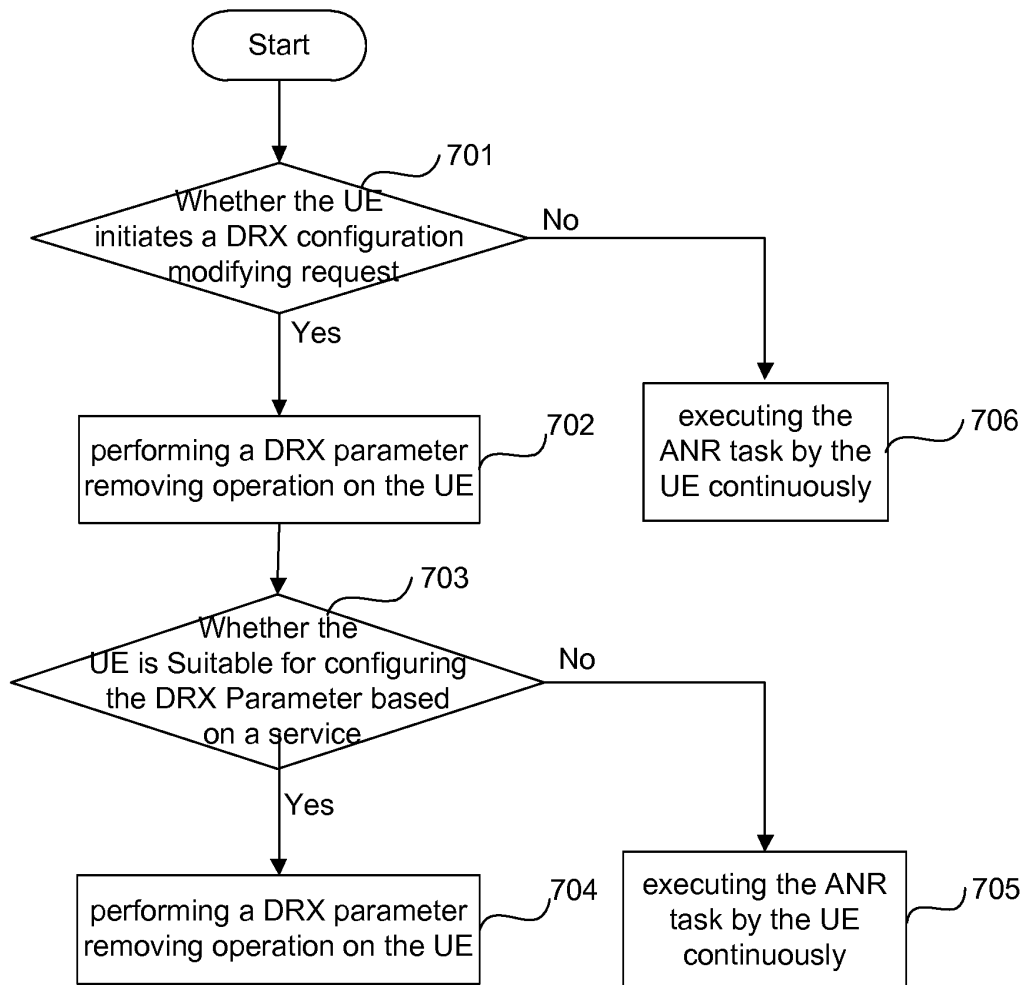 Start
701
Whether the UE
initiates a DRX configuration
modifying request
No
Yes
performing a DRX parameter
removing operation on the UE
702
executing the
ANR task by the
UE continuously
706
703
Whether the
UE is Suitable for configuring
the DRX Parameter based
on a service
No
Yes
performing a DRX parameter
removing operation on the UE
704
executing the ANR
task by the UE
continuously
705